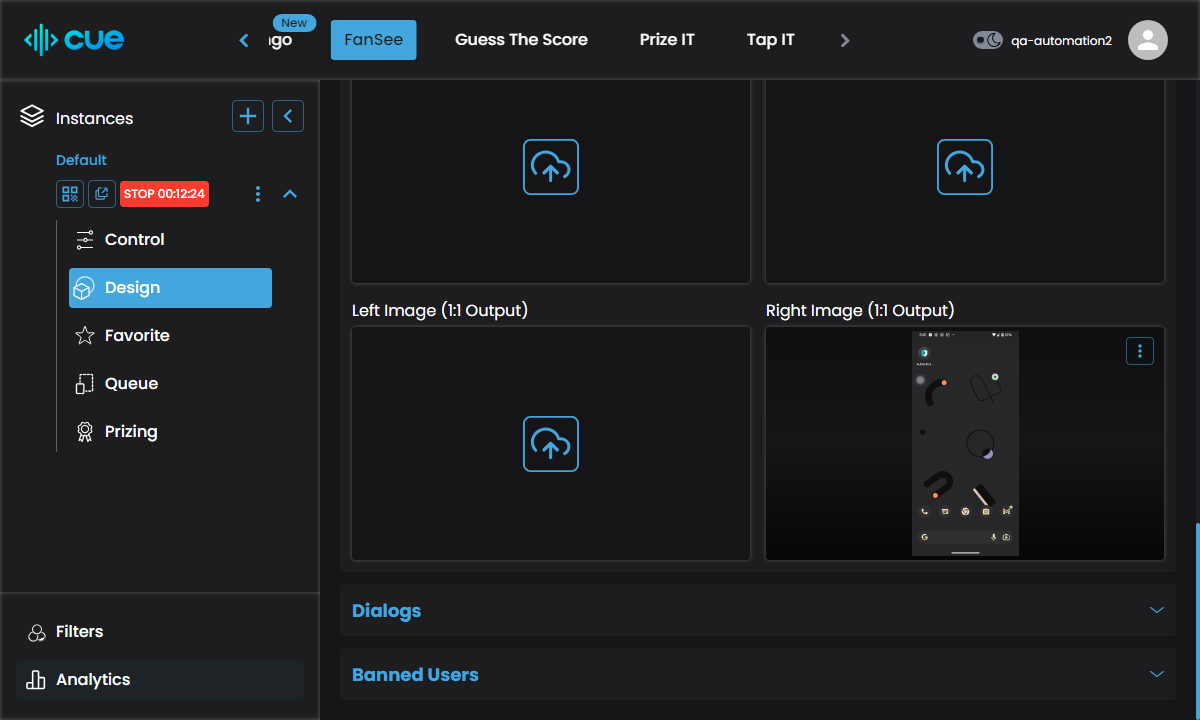 cue
New
ngo
FanSee
Guess The Score
Prize IT
Tap IT
qa-automation2
Instances
Default
STOP 00:12:24
Control
Design
Favorite
Queue
Prizing
Filters
Analytics
Left Image (1:1 Output)
Right Image (1:1 Output)
Dialogs
Banned Users